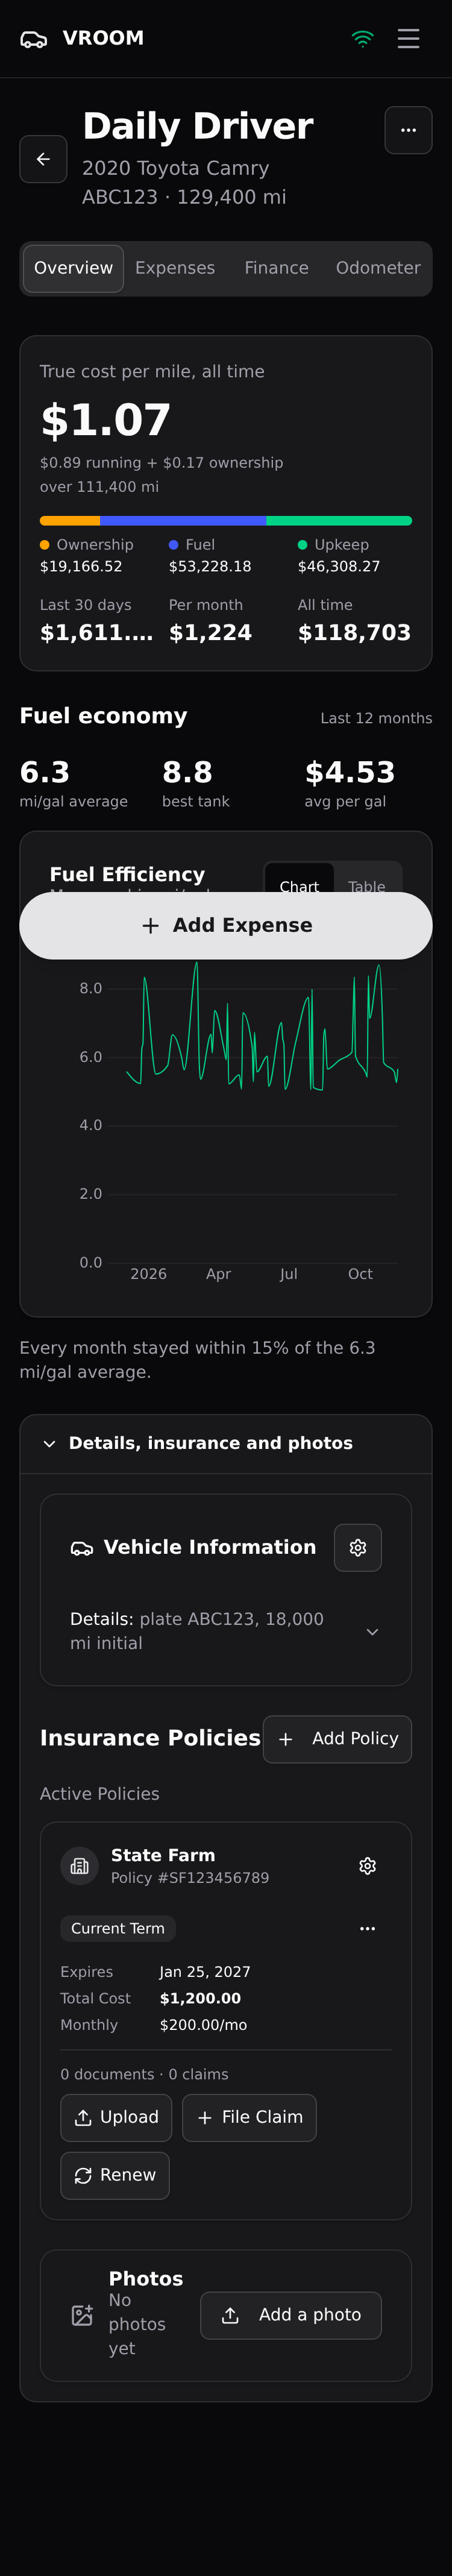 VROOM
Daily Driver
2020 Toyota Camry
ABC123 · 129,400 mi
Overview
Expenses
Finance
Odometer
True cost per mile, all time
$1.07
$0.89 running + $0.17 ownership
over 111,400 mi
Ownership
$19,166.52
Fuel
$53,228.18
Upkeep
$46,308.27
Last 30 days
$1,611....
Per month
$1,224
All time
$118,703
Fuel economy
Last 12 months
6.3
mi/gal average
8.8
best tank
$4.53
avg per gal
Fuel Efficiency
Chart
Table
+ Add Expense
8.0
6.0
4.0
2.0
0.0
2026
Apr
Jul
Oct
Every month stayed within 15% of the 6.3
mi/gal average.
Details, insurance and photos
Vehicle Information
Details: plate ABC123, 18,000
mi initial
Insurance Policies
+ Add Policy
Active Policies
State Farm
Policy #SF123456789
Current Term
Expires
Jan 25, 2027
Total Cost
$1,200.00
Monthly
$200.00/mo
0 documents · 0 claims
Upload
+ File Claim
Renew
Photos
No
photos
yet
Add a photo